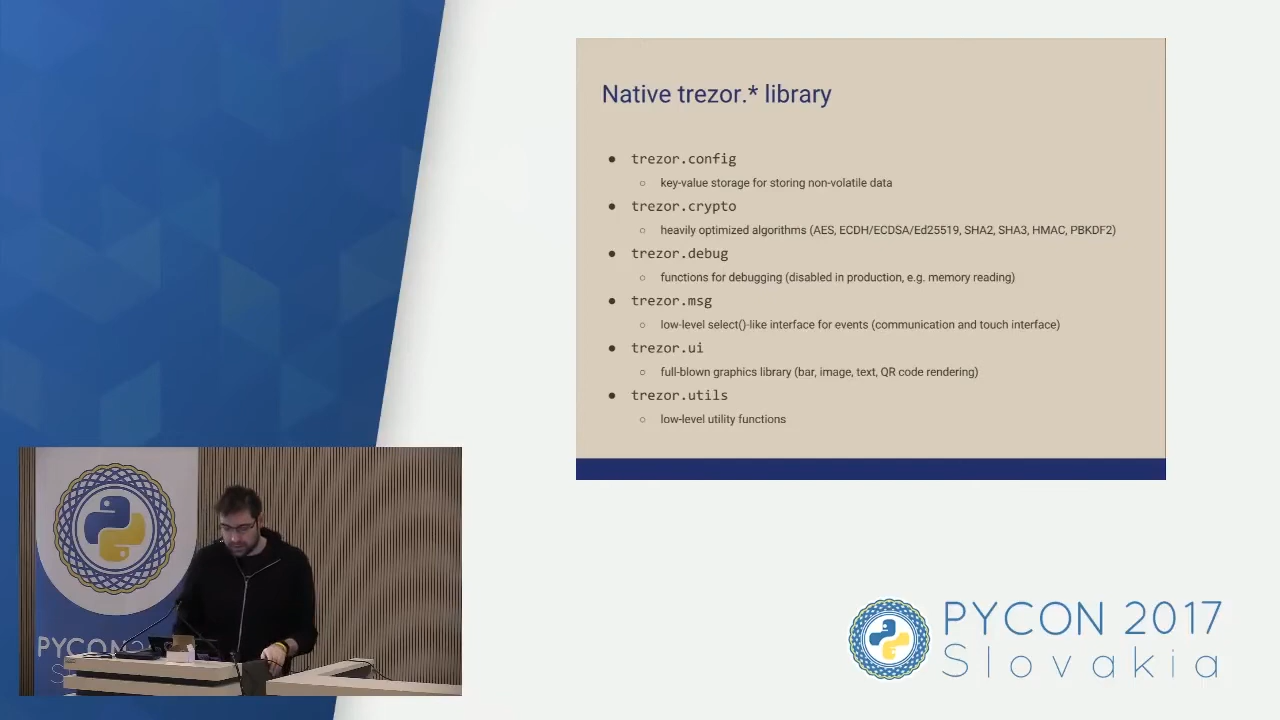 Native trezor.* library
● trezor.config
○ key-value storage for storing non-volatile data
● trezor.crypto
○ heavily optimized algorithms (AES, ECDH/ECDSA/Ed25519, SHA2, SHA3, HMAC, PBKDF2)
● trezor.debug
○ functions for debugging (disabled in production, e.g. memory reading)
● trezor.msg
○ low-level select()-like interface for events (communication and touch interface)
● trezor.ui
○ full-blown graphics library (bar, image, text, QR code rendering)
● trezor.utils
○ low-level utility functions
PYCON 2
S
PYCON 2017
Slovakia